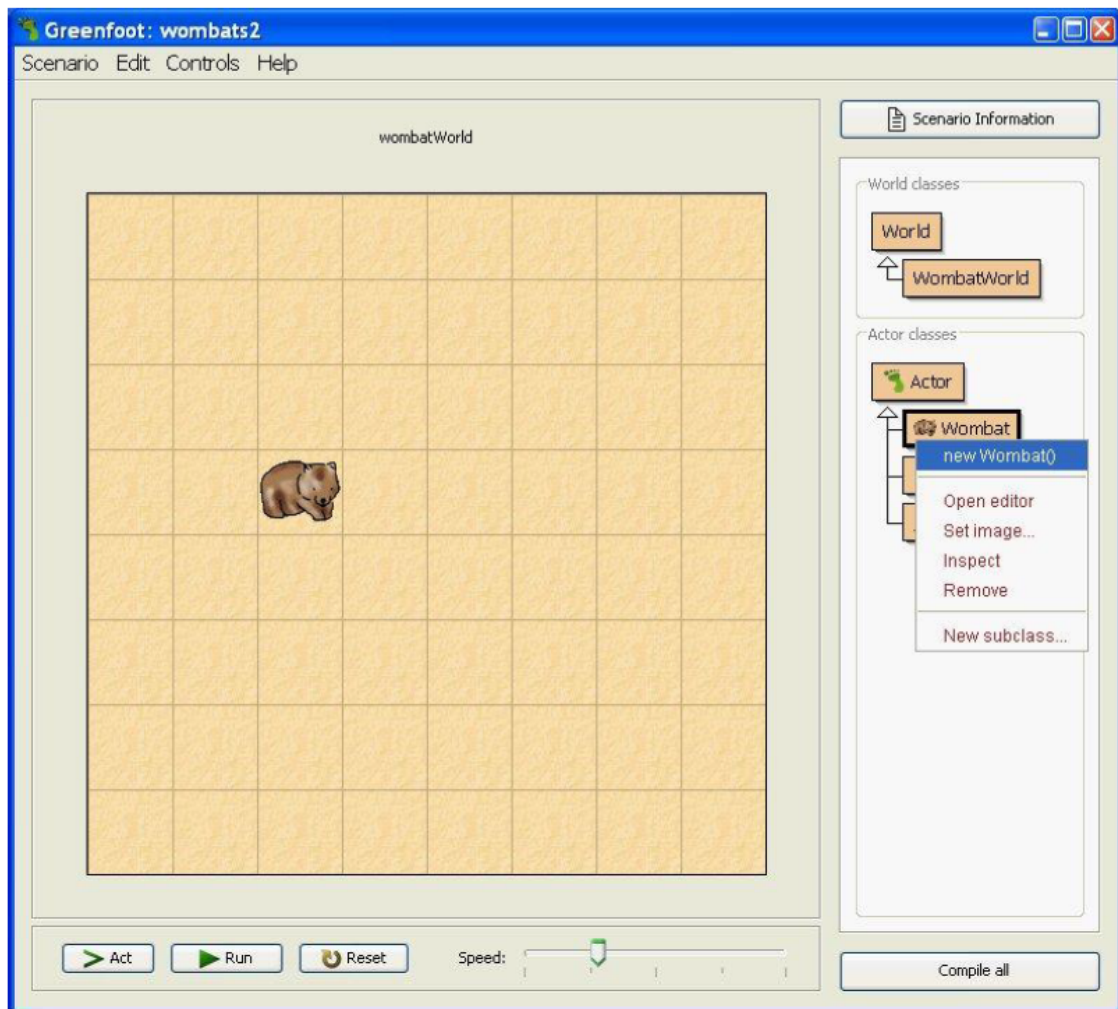 Greenfoot: wombats2
Scenario Edit Controls Help
wombatWorld
Scenario Information
World classes
World
WombatWorld
Actor classes
Actor
Wombat
new Wombat()
Open editor
Set image...
Inspect
Remove
New subclass...
Act
Run
Reset
Speed:
Compile all